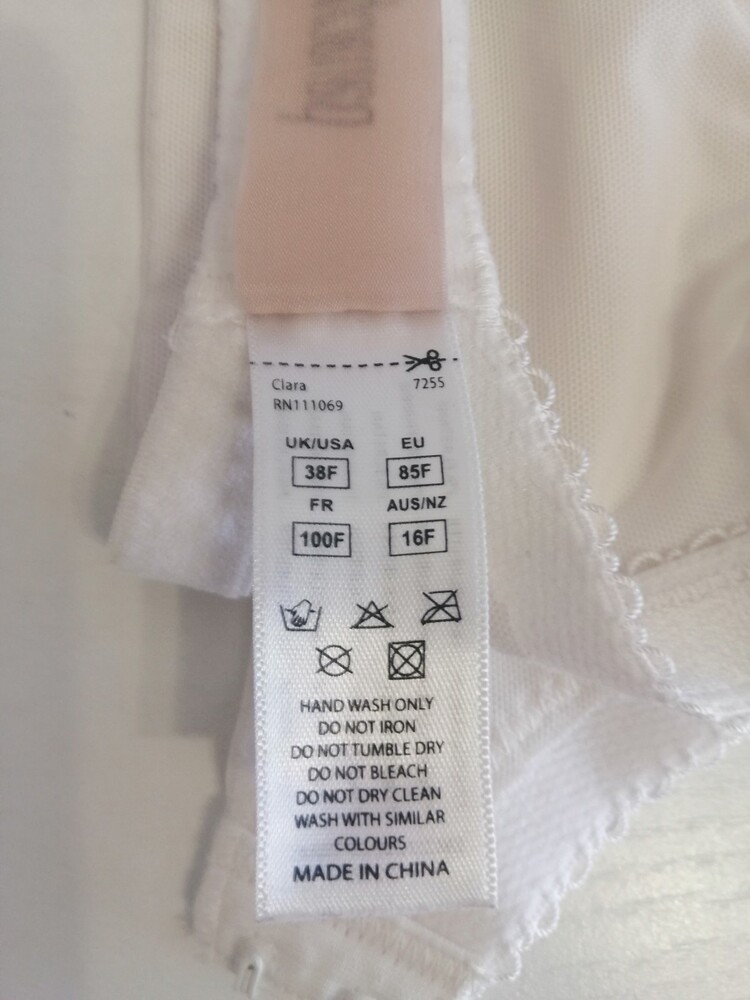 Clara 7255
RN111069
UK/USA EU
38F 85F
FR AUS/NZ
100F 16F
HAND WASH ONLY
DO NOT IRON
DO NOT TUMBLE DRY
DO NOT BLEACH
DO NOT DRY CLEAN
WASH WITH SIMILAR
COLOURS
MADE IN CHINA